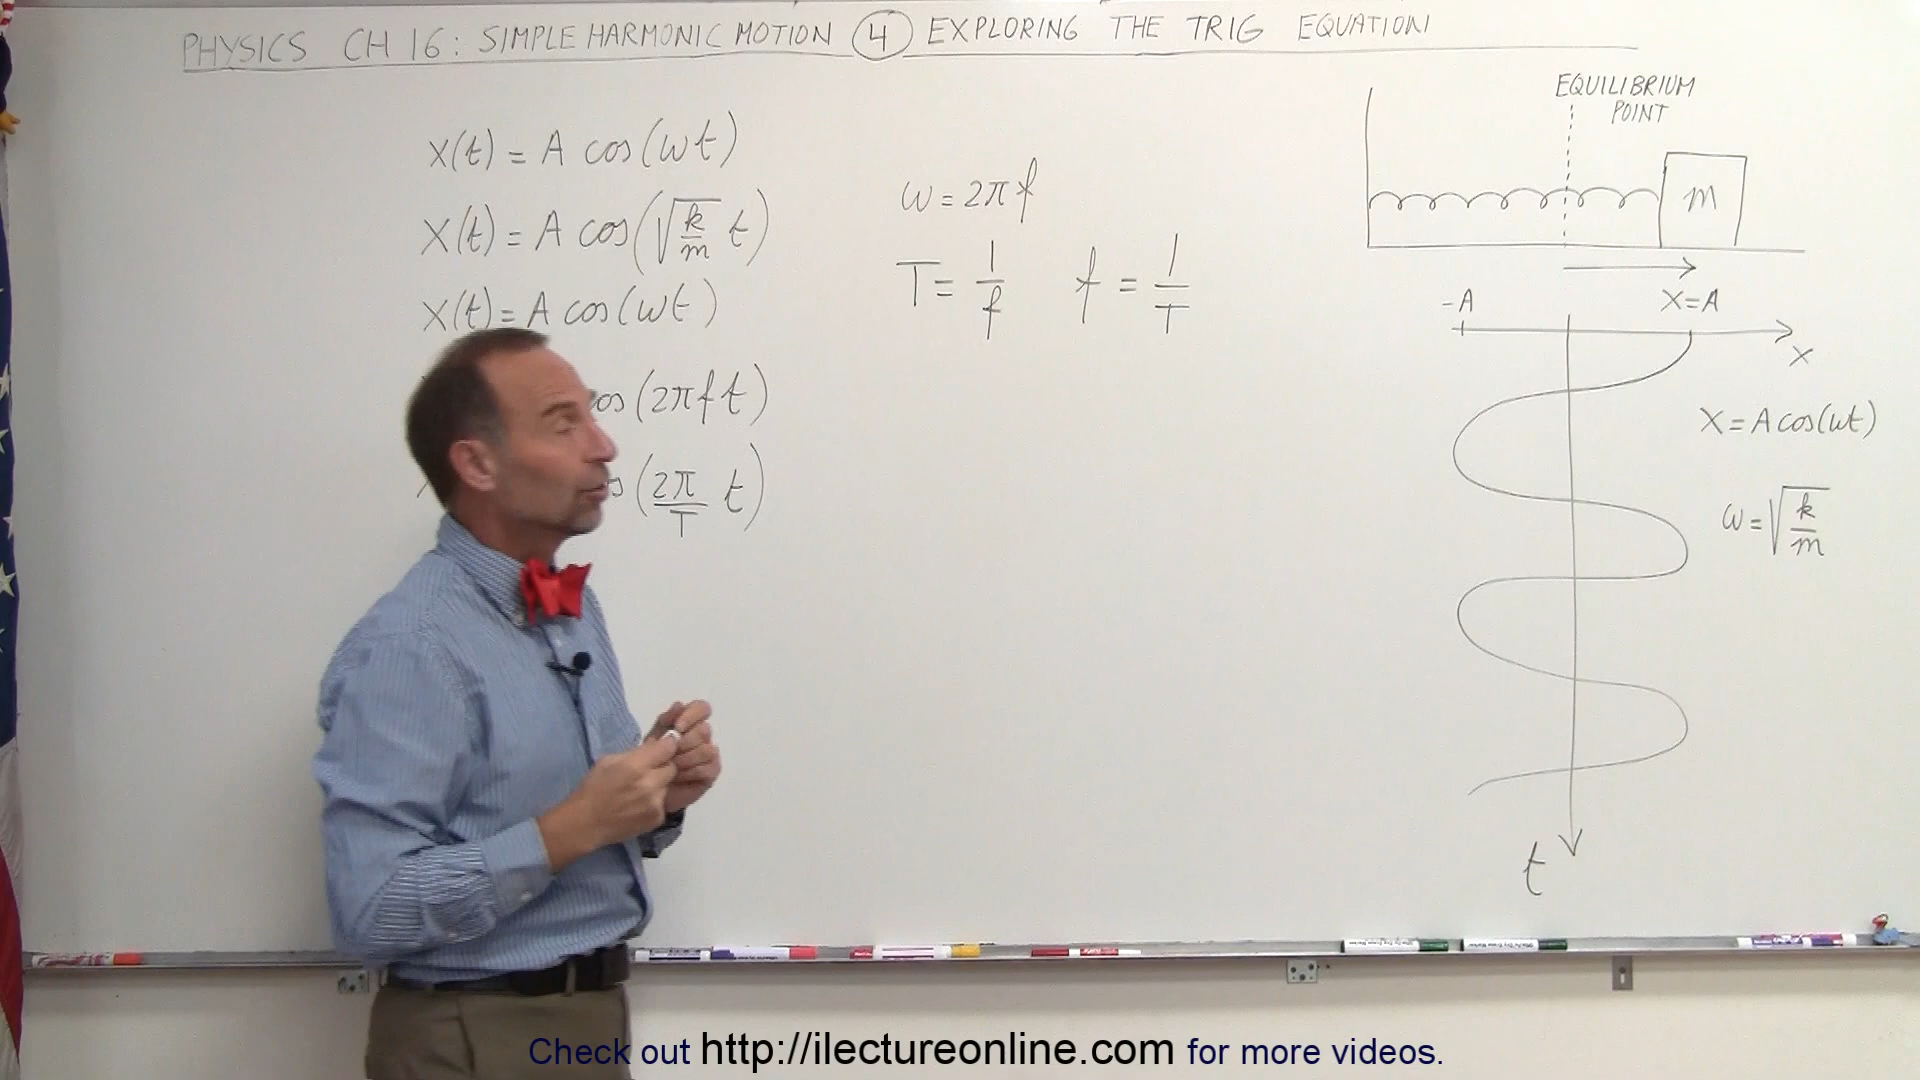 PHYSICS CH 16: SIMPLE HARMONIC MOTION 4 EXPLORING THE TRIG EQUATION
X(t) = A cos(ωt)
X(t) = A cos(√(k/m) t)
X(t) = A cos(ωt)
cos(2πft)
s(2π/T t)
ω = 2πf
T = 1/f f = 1/T
EQUILIBRIUM
POINT
m
-A X=A
X
X = A cos(ωt)
ω = √(k/m)
t
Check out http://ilectureonline.com for more videos.